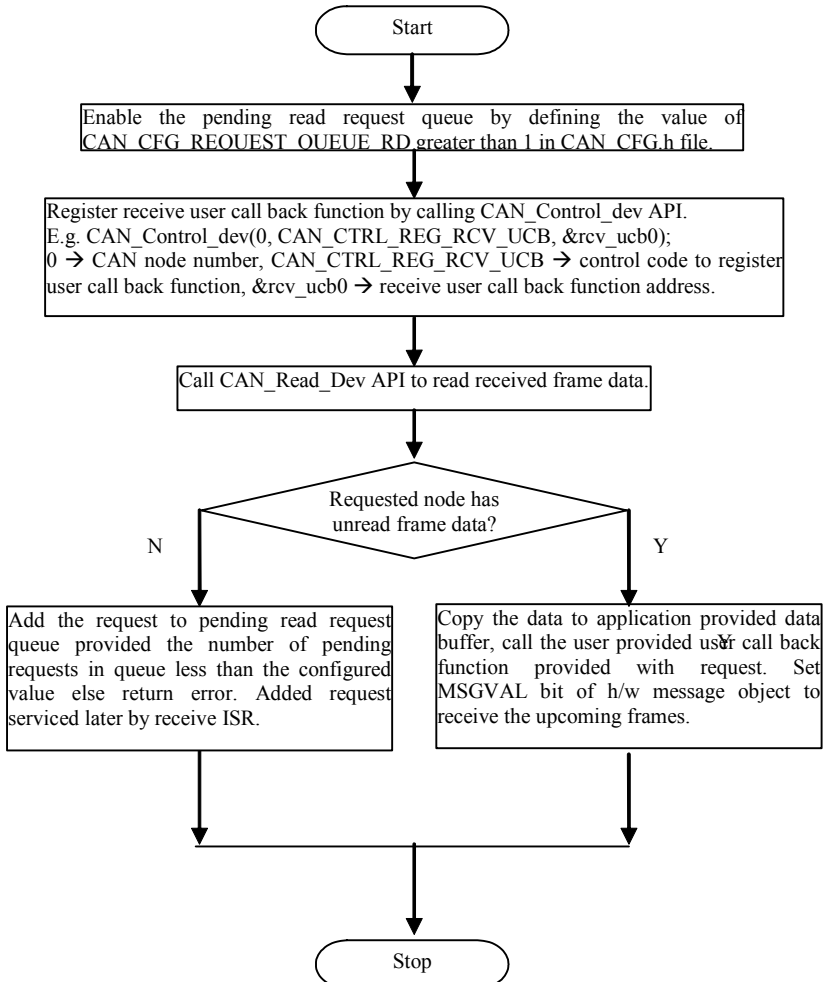 Start
Enable the pending read request queue by defining the value of
CAN_CFG_REQUEST_QUEUE_RD greater than 1 in CAN_CFG.h file.
Register receive user call back function by calling CAN_Control_dev API.
E.g. CAN_Control_dev(0, CAN_CTRL_REG_RCV_UCB, &rcv_ucb0);
0 → CAN node number, CAN_CTRL_REG_RCV_UCB → control code to register
user call back function, &rcv_ucb0 → receive user call back function address.
Call CAN_Read_Dev API to read received frame data.
Requested node has
unread frame data?
N
Y
Add the request to pending read request
queue provided the number of pending
requests in queue less than the configured
value else return error. Added request
serviced later by receive ISR.
Copy the data to application provided data
buffer, call the user provided user call back
function provided with request. Set
MSGVAL bit of h/w message object to
receive the upcoming frames.
Y
Stop